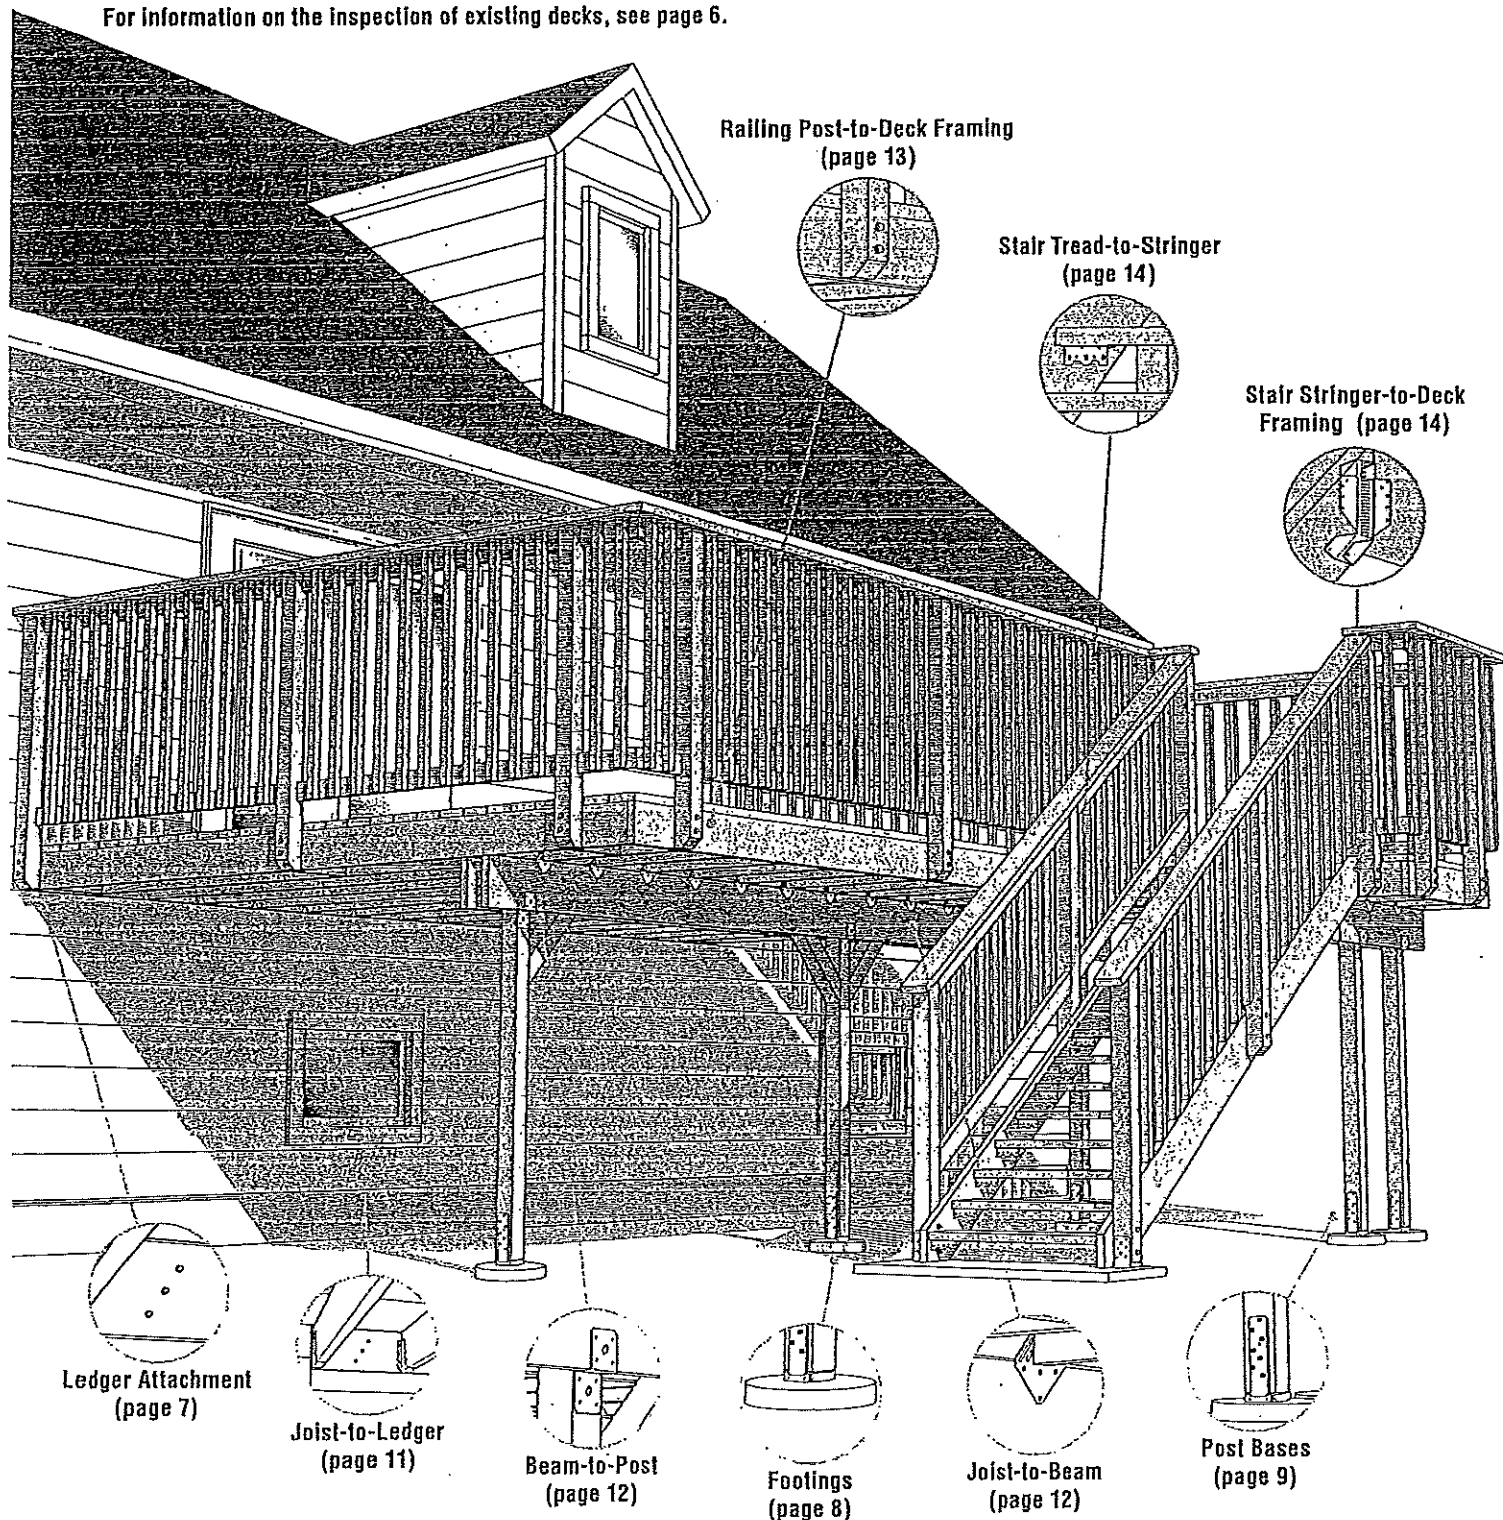 For information on the inspection of existing decks, see page 6.
Railing Post-to-Deck Framing
(page 13)
Stair Tread-to-Stringer
(page 14)
Stair Stringer-to-Deck
Framing (page 14)
Ledger Attachment
(page 7)
Joist-to-Ledger
(page 11)
Beam-to-Post
(page 12)
Footings
(page 8)
Joist-to-Beam
(page 12)
Post Bases
(page 9)